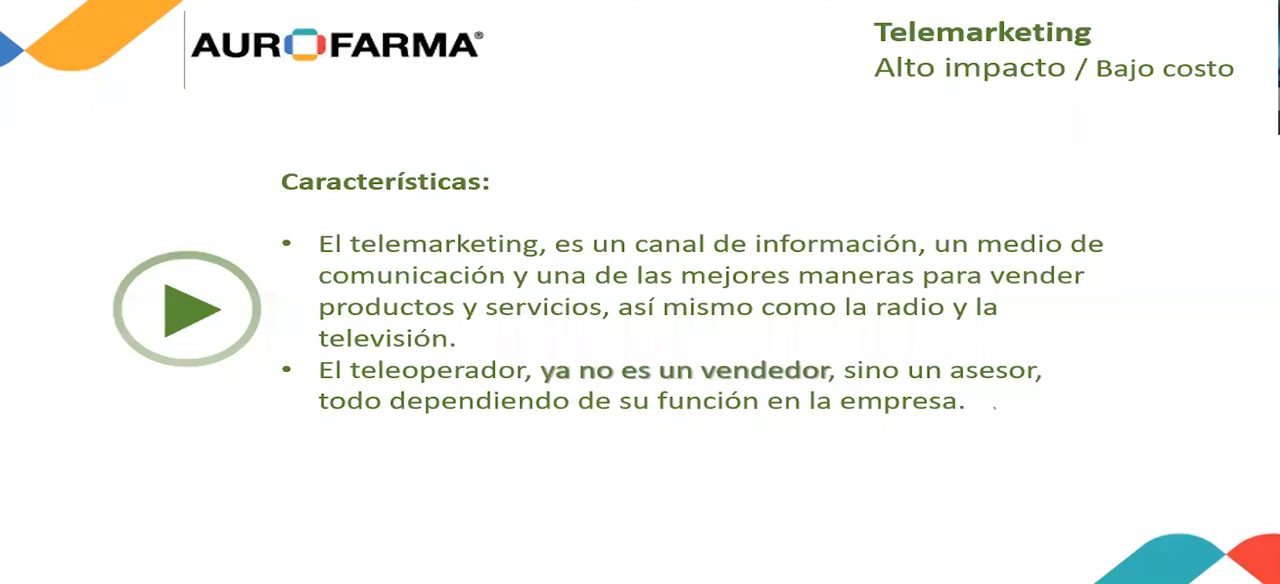 AUROFARMA®
Telemarketing
Alto impacto / Bajo costo
Características:
• El telemarketing, es un canal de información, un medio de
comunicación y una de las mejores maneras para vender
productos y servicios, así mismo como la radio y la
televisión.
• El teleoperador, ya no es un vendedor, sino un asesor,
todo dependiendo de su función en la empresa.